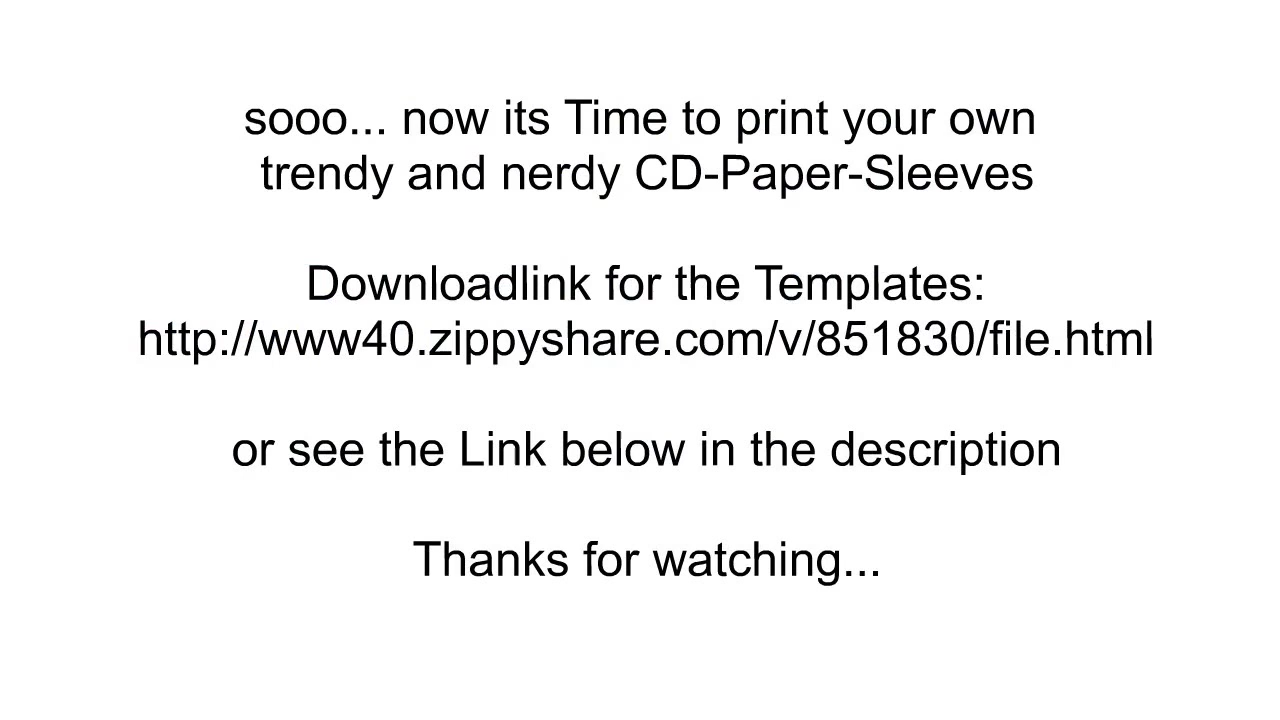 sooo... now its Time to print your own
trendy and nerdy CD-Paper-Sleeves
Downloadlink for the Templates:
http://www40.zippyshare.com/v/851830/file.html
or see the Link below in the description
Thanks for watching...